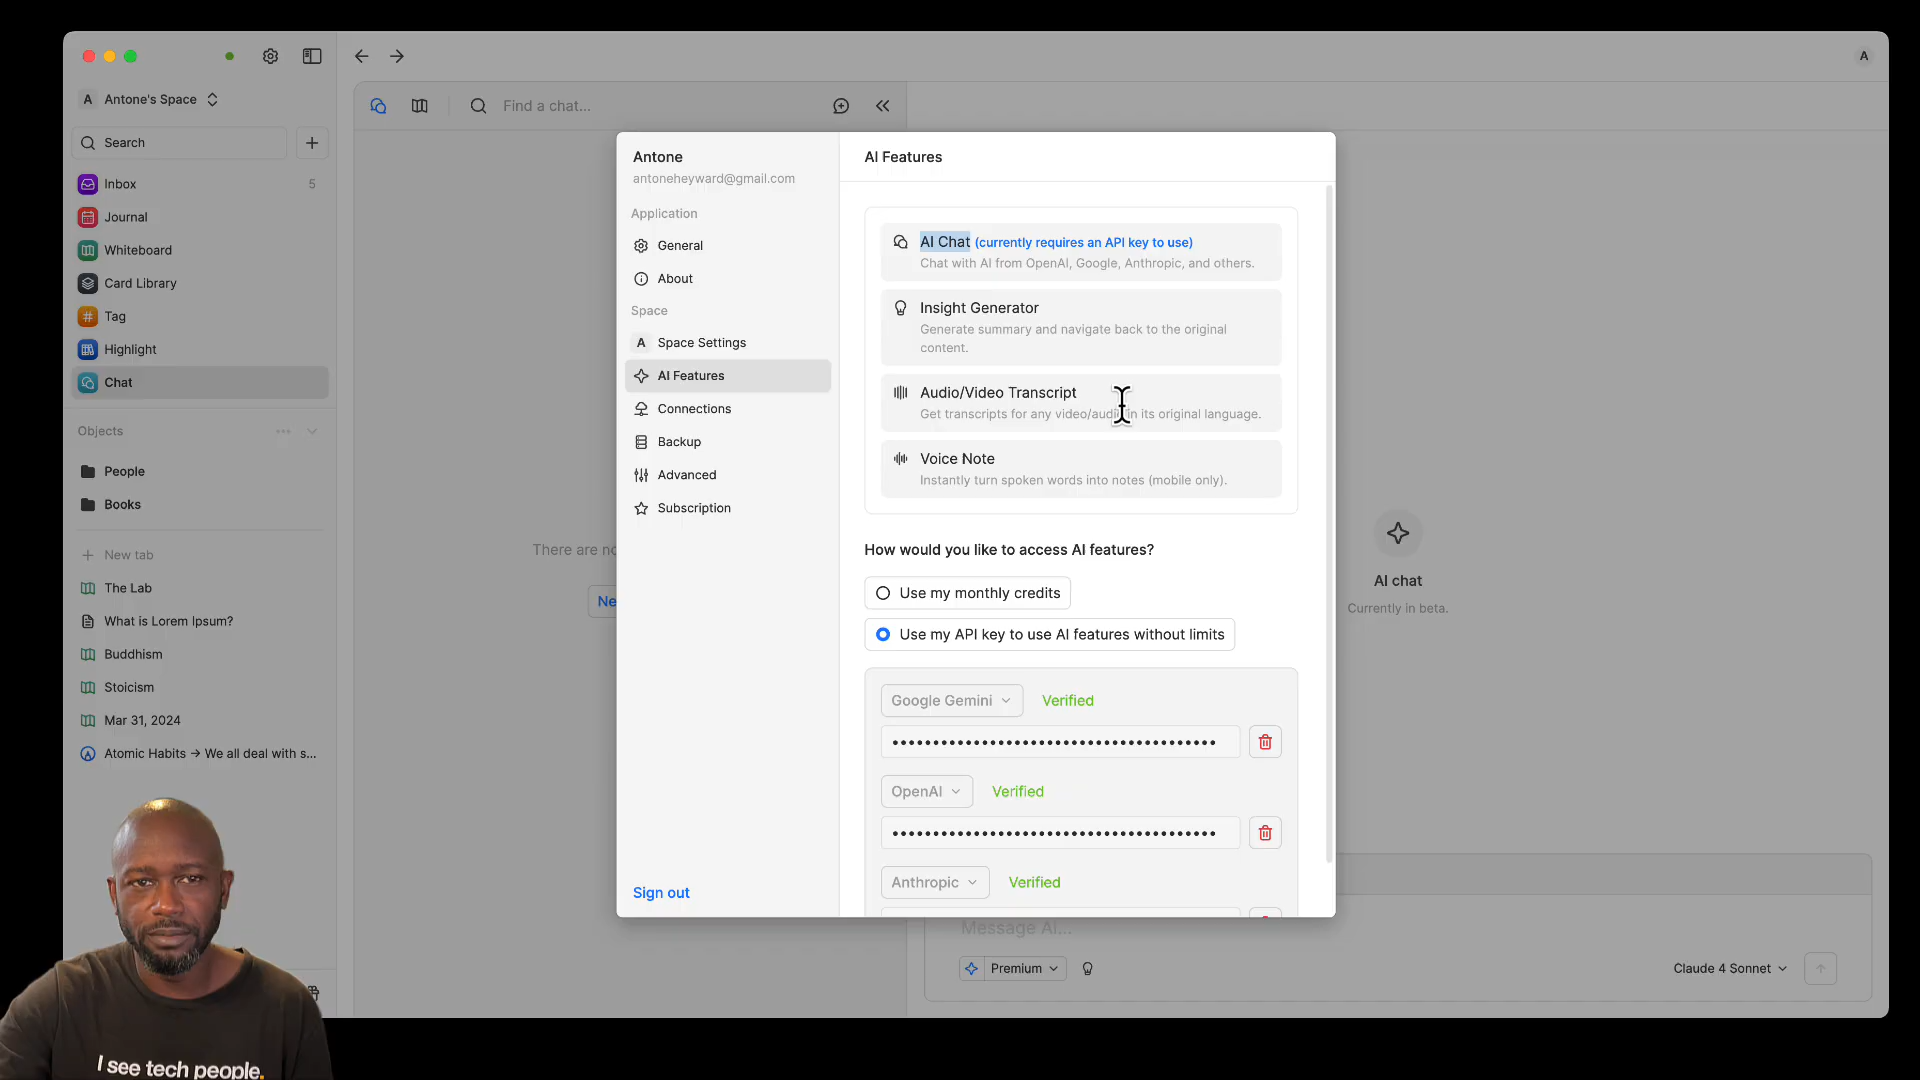 A Antone's Space
Search
Inbox 5
Journal
Whiteboard
Card Library
Tag
Highlight
Chat
Objects
People
Books
New tab
The Lab
What is Lorem Ipsum?
Buddhism
Stoicism
Mar 31, 2024
Atomic Habits → We all deal with s...
I see tech people.
Find a chat...
A
There are no
Ne
Antone
antoneheyward@gmail.com
Application
General
About
Space
A Space Settings
AI Features
Connections
Backup
Advanced
Subscription
Sign out
AI Features
AI Chat (currently requires an API key to use)
Chat with AI from OpenAI, Google, Anthropic, and others.
Insight Generator
Generate summary and navigate back to the original
content.
Audio/Video Transcript
Get transcripts for any video/audio in its original language.
Voice Note
Instantly turn spoken words into notes (mobile only).
How would you like to access AI features?
Use my monthly credits
Use my API key to use AI features without limits
Google Gemini Verified
OpenAI Verified
Anthropic Verified
AI chat
Currently in beta.
Message AI...
Premium
Claude 4 Sonnet